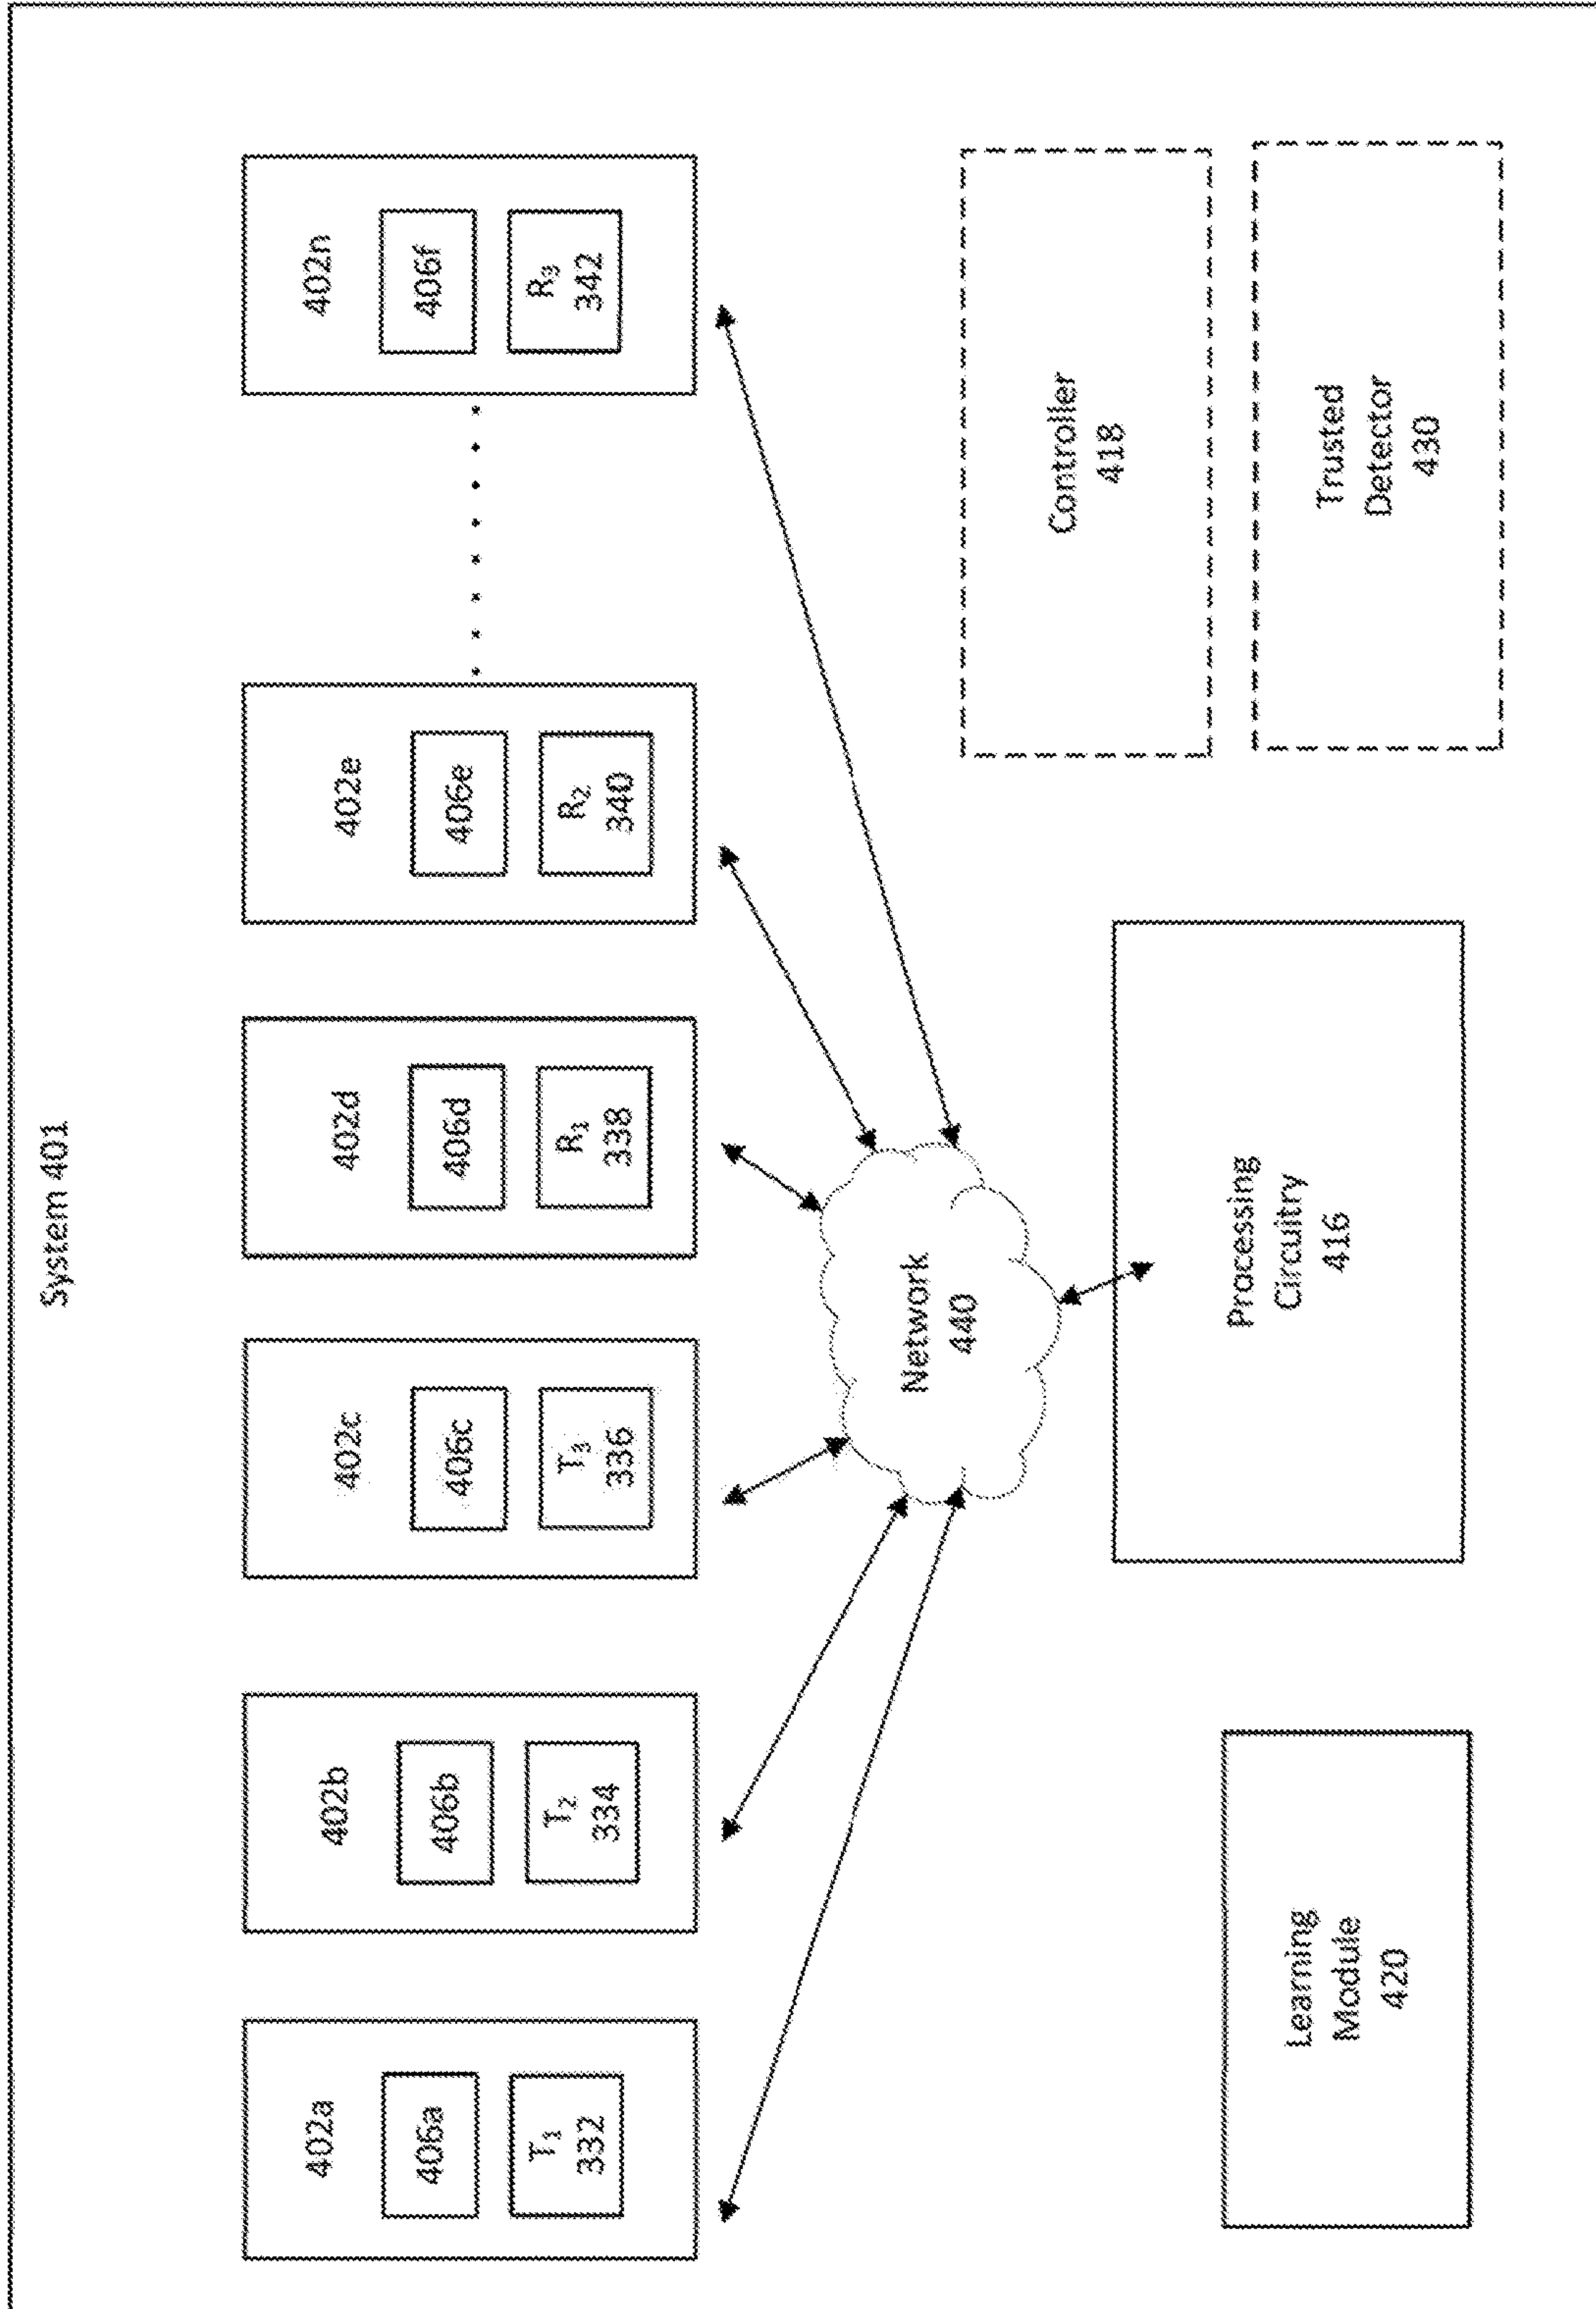 System 401
402a
406a
T₁
332
402b
406b
T₂
334
402c
406c
T₃
336
402d
406d
R₁
338
402e
406e
R₂
340
402n
406f
R₃
342
Network
440
Learning
Module
420
Processing
Circuitry
416
Controller
418
Trusted
Detector
430